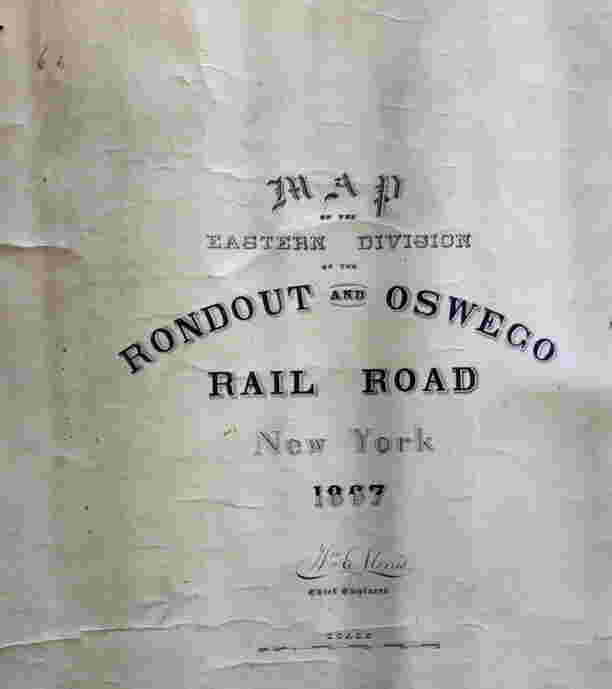 MAP
OF THE
EASTERN DIVISION
OF THE
RONDOUT AND OSWEGO
RAIL ROAD
New York
1867
Chief Engineer
SCALE